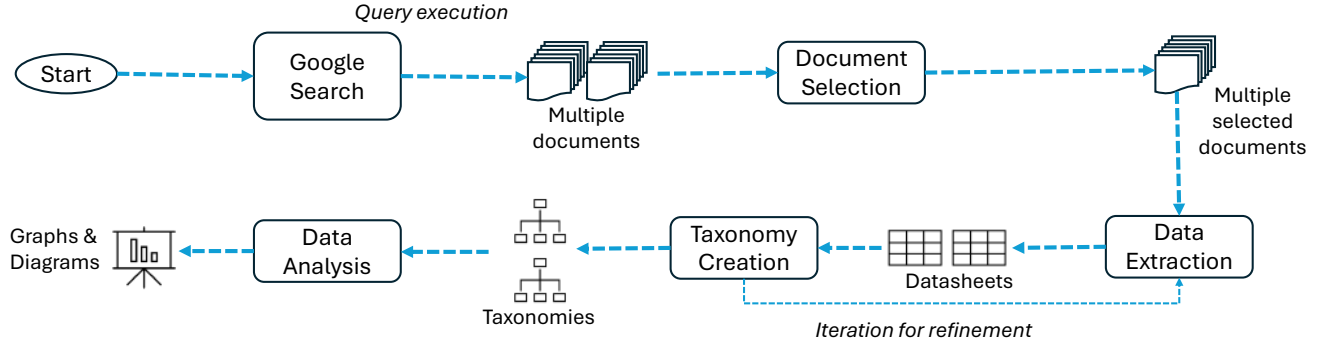 Query execution
Start
Google
Search
Multiple
documents
Document
Selection
Multiple
selected
documents
Data
Extraction
Datasheets
Taxonomy
Creation
Iteration for refinement
Taxonomies
Data
Analysis
Graphs &
Diagrams